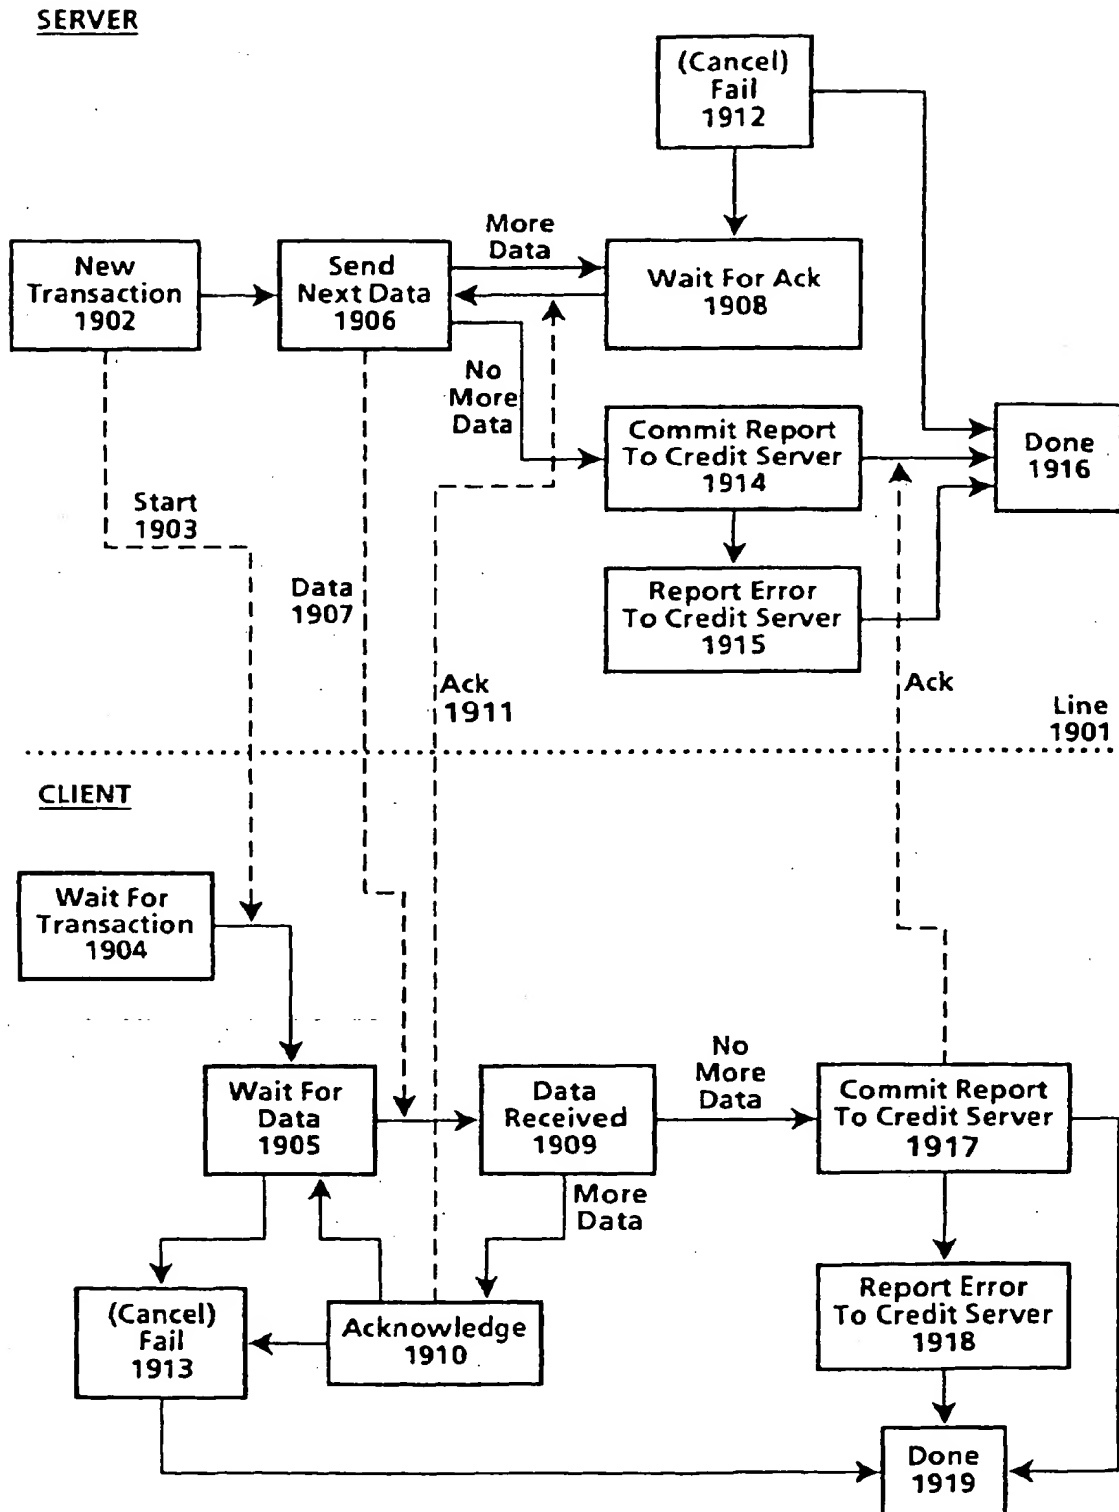 SERVER
(Cancel)
Fail
1912
New
Transaction
1902
Send
Next Data
1906
More
Data
Wait For Ack
1908
No
More
Data
Commit Report
To Credit Server
1914
Done
1916
Start
1903
Data
1907
Report Error
To Credit Server
1915
Ack
1911
Ack
Line
1901
CLIENT
Wait For
Transaction
1904
Wait For
Data
1905
Data
Received
1909
No
More
Data
Commit Report
To Credit Server
1917
More
Data
(Cancel)
Fail
1913
Acknowledge
1910
Report Error
To Credit Server
1918
Done
1919